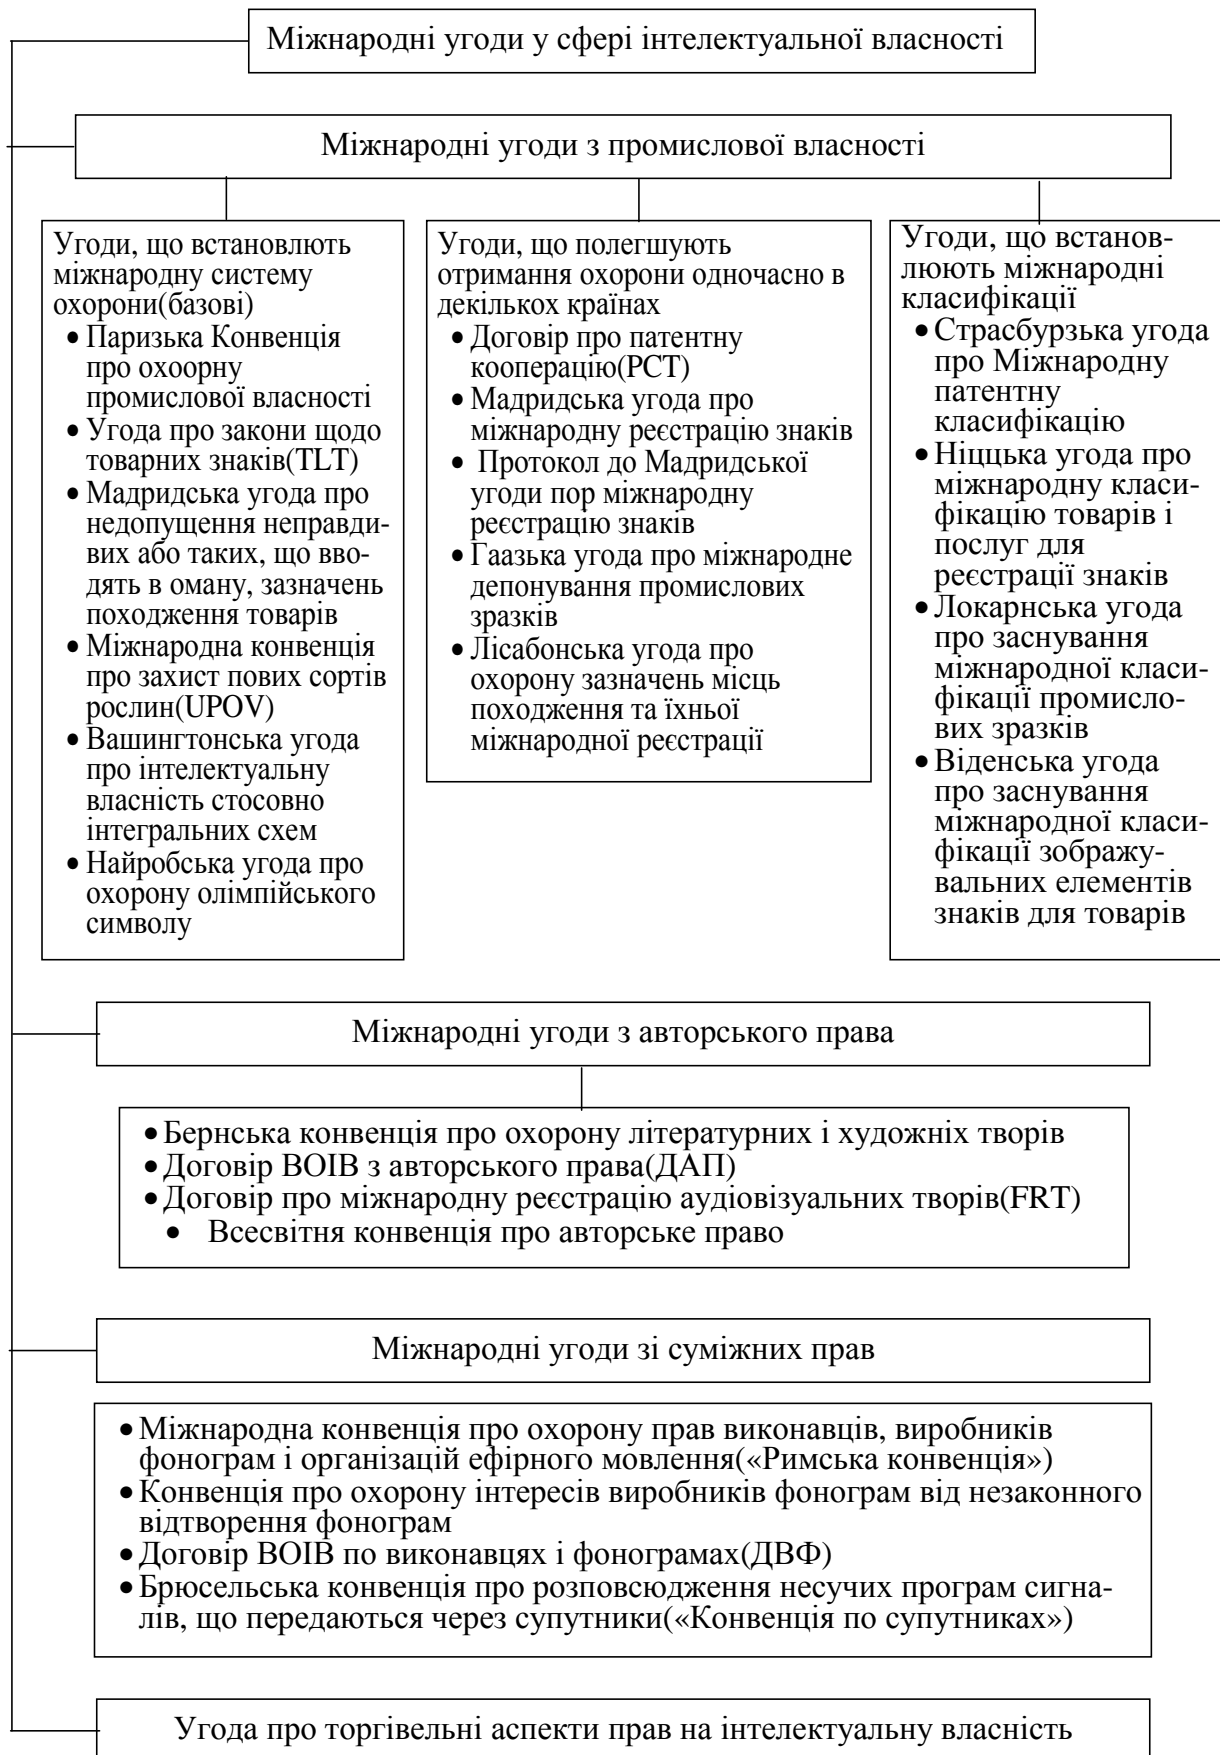 Міжнародні угоди у сфері інтелектуальної власності
Міжнародні угоди з промислової власності
Угоди, що встановлють
міжнародну систему
охорони(базові)
• Паризька Конвенція
про охоорну
промислової власності
• Угода про закони щодо
товарних знаків(TLT)
• Мадридська угода про
недопущення неправди-
вих або таких, що вво-
дять в оману, зазначень
походження товарів
• Міжнародна конвенція
про захист пових сортів
рослин(UPOV)
• Вашингтонська угода
про інтелектуальну
власність стосовно
інтегральних схем
• Найробська угода про
охорону олімпійського
символу
Угоди, що полегшують
отримання охорони одночасно в
декількох країнах
• Договір про патентну
кооперацію(PCT)
• Мадридська угода про
міжнародну реєстрацію знаків
• Протокол до Мадридської
угоди пор міжнародну
реєстрацію знаків
• Гаазька угода про міжнародне
депонування промислових
зразків
• Лісабонська угода про
охорону зазначень місць
походження та їхньої
міжнародної реєстрації
Угоди, що встанов-
люють міжнародні
класифікації
• Страсбурзька угода
про Міжнародну
патентну
класифікацію
• Ніццька угода про
міжнародну класи-
фікацію товарів і
послуг для
реєстрації знаків
• Локарнська угода
про заснування
міжнародної класи-
фікації промисло-
вих зразків
• Віденська угода
про заснування
міжнародної класи-
фікації зображу-
вальних елементів
знаків для товарів
Міжнародні угоди з авторського права
• Бернська конвенція про охорону літературних і художніх творів
• Договір ВОІВ з авторського права(ДАП)
• Договір про міжнародну реєстрацію аудіовізуальних творів(FRT)
• Всесвітня конвенція про авторське право
Міжнародні угоди зі суміжних прав
• Міжнародна конвенція про охорону прав виконавців, виробників
фонограм і організацій ефірного мовлення(«Римська конвенція»)
• Конвенція про охорону інтересів виробників фонограм від незаконного
відтворення фонограм
• Договір ВОІВ по виконавцях і фонограмах(ДВФ)
• Брюсельська конвенція про розповсюдження несучих програм сигна-
лів, що передаються через супутники(«Конвенція по супутниках»)
Угода про торгівельні аспекти прав на інтелектуальну власність